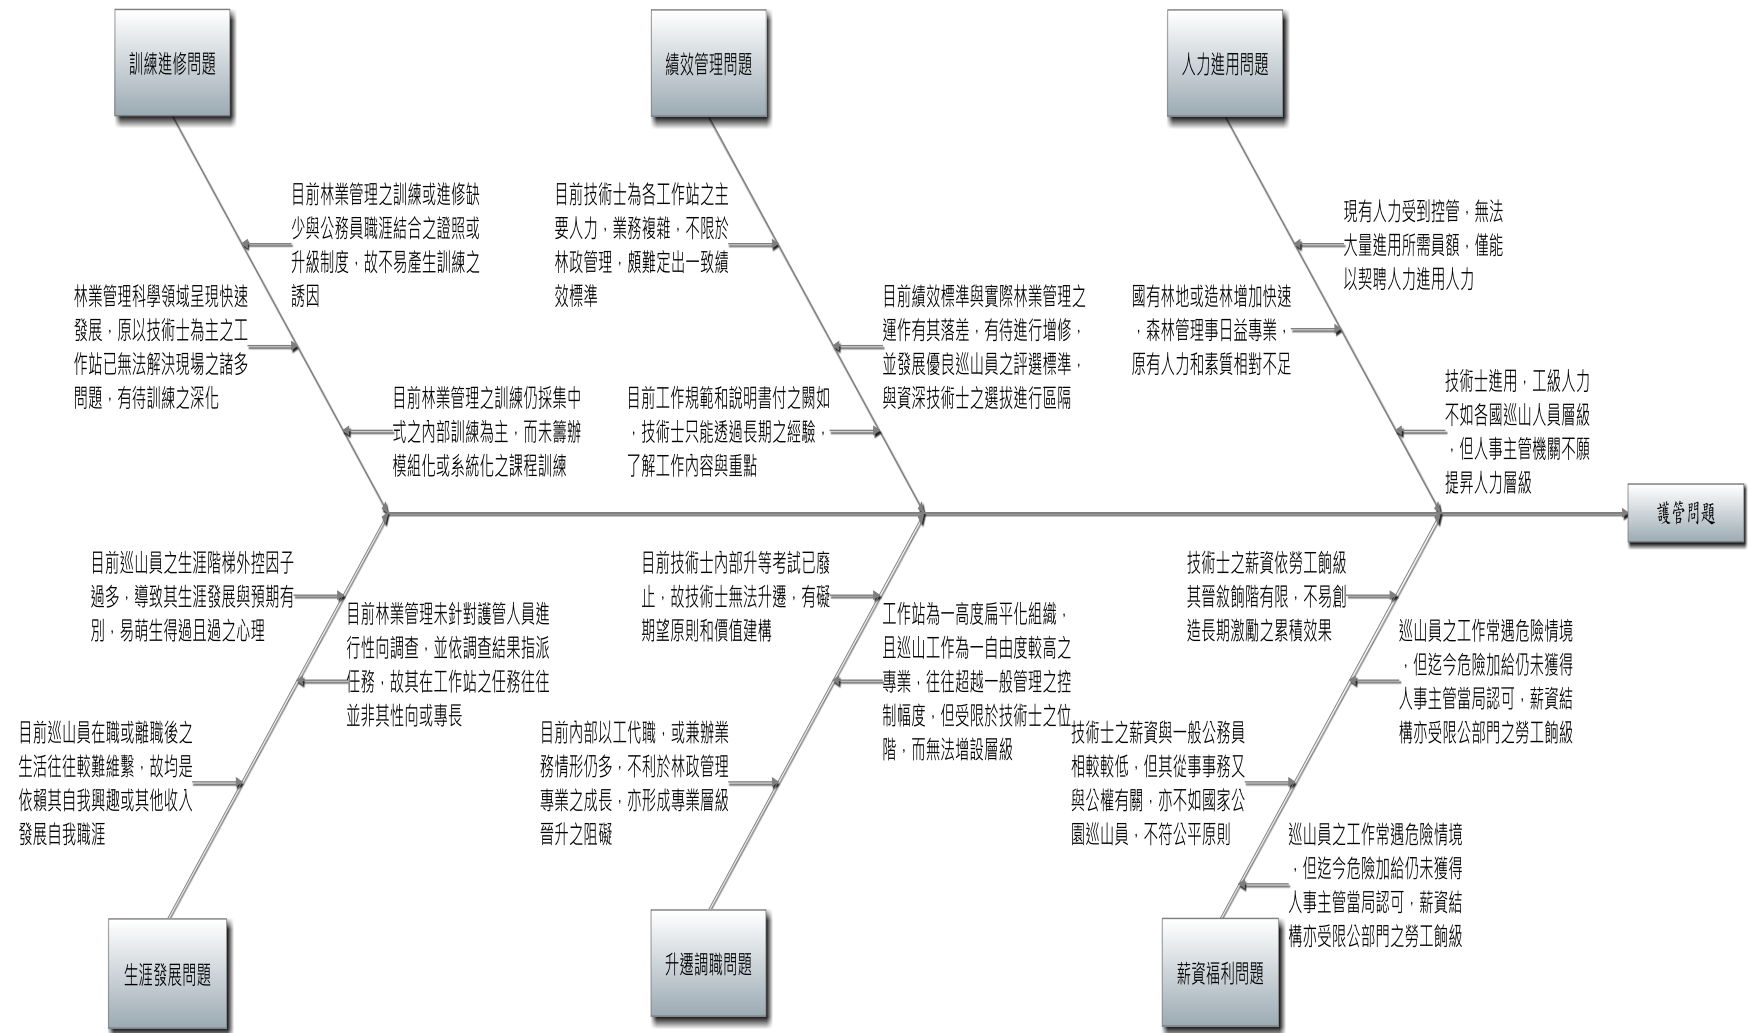 訓練進修問題
績效管理問題
人力進用問題
目前林業管理之訓練或進修缺
少與公務員職涯結合之證照或
升級制度，故不易產生訓練之
誘因
林業管理科學領域呈現快速
發展，原以技術士為主之工
作站已無法解決現場之諸多
問題，有待訓練之深化
目前林業管理之訓練仍採集中
式之內部訓練為主，而未籌辦
模組化或系統化之課程訓練
目前技術士為各工作站之主
要人力，業務複雜，不限於
林政管理，頗難定出一致績
效標準
目前績效標準與實際林業管理之
運作有其落差，有待進行增修，
並發展優良巡山員之評選標準，
與資深技術士之選拔進行區隔
目前工作規範和說明書付之闕如
，技術士只能透過長期之經驗，
了解工作內容與重點
現有人力受到控管，無法
大量進用所需員額，僅能
以契聘人力進用人力
國有林地或造林增加快速
，森林管理事日益專業，
原有人力和素質相對不足
技術士進用，工級人力
不如各國巡山人員層級
，但人事主管機關不願
提昇人力層級
護管問題
目前巡山員之生涯階梯外控因子
過多，導致其生涯發展與預期有
別，易萌生得過且過之心理
目前林業管理未針對護管人員進
行性向調查，並依調查結果指派
任務，故其在工作站之任務往往
並非其性向或專長
目前巡山員在職或離職後之
生活往往較難維繫，故均是
依賴其自我興趣或其他收入
發展自我職涯
目前技術士內部升等考試已廢
止，故技術士無法升遷，有礙
期望原則和價值建構
工作站為一高度扁平化組織，
且巡山工作為一自由度較高之
專業，往往超越一般管理之控
制幅度，但受限於技術士之位
階，而無法增設層級
目前內部以工代職，或兼辦業
務情形仍多，不利於林政管理
專業之成長，亦形成專業層級
晉升之阻礙
技術士之薪資依勞工餉級
其晉敘餉階有限，不易創
造長期激勵之累積效果
巡山員之工作常遇危險情境
，但迄今危險加給仍未獲得
人事主管當局認可，薪資結
構亦受限公部門之勞工餉級
技術士之薪資與一般公務員
相較較低，但其從事事務又
與公權有關，亦不如國家公
園巡山員，不符公平原則
巡山員之工作常遇危險情境
，但迄今危險加給仍未獲得
人事主管當局認可，薪資結
構亦受限公部門之勞工餉級
生涯發展問題
升遷調職問題
薪資福利問題